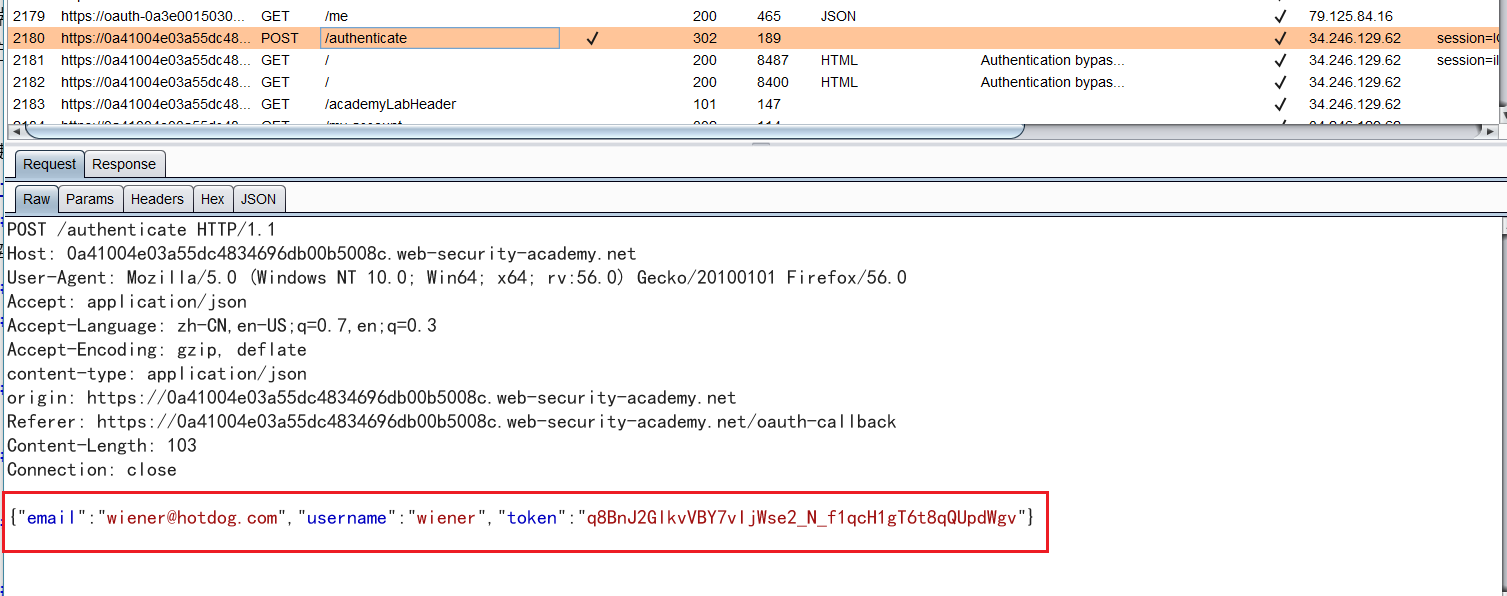 2179 https://oauth-0a3e0015030... GET /me 200 465 JSON ✓ 79.125.84.16
2180 https://0a41004e03a55dc48... POST /authenticate ✓ 302 189 ✓ 34.246.129.62
2181 https://0a41004e03a55dc48... GET / 200 8487 HTML Authentication bypas... ✓ 34.246.129.62
2182 https://0a41004e03a55dc48... GET / 200 8400 HTML Authentication bypas... ✓ 34.246.129.62
2183 https://0a41004e03a55dc48... GET /academyLabHeader 101 147 ✓ 34.246.129.62
Request Response
Raw Params Headers Hex JSON
POST /authenticate HTTP/1.1
Host: 0a41004e03a55dc4834696db00b5008c.web-security-academy.net
User-Agent: Mozilla/5.0 (Windows NT 10.0; Win64; x64; rv:56.0) Gecko/20100101 Firefox/56.0
Accept: application/json
Accept-Language: zh-CN,en-US;q=0.7,en;q=0.3
Accept-Encoding: gzip, deflate
content-type: application/json
origin: https://0a41004e03a55dc4834696db00b5008c.web-security-academy.net
Referer: https://0a41004e03a55dc4834696db00b5008c.web-security-academy.net/oauth-callback
Content-Length: 103
Connection: close
{"email":"wiener@hotdog.com","username":"wiener","token":"q8BnJ2GlkvVBY7vljWse2_N_f1qcH1gT6t8qQUpdWgv"}